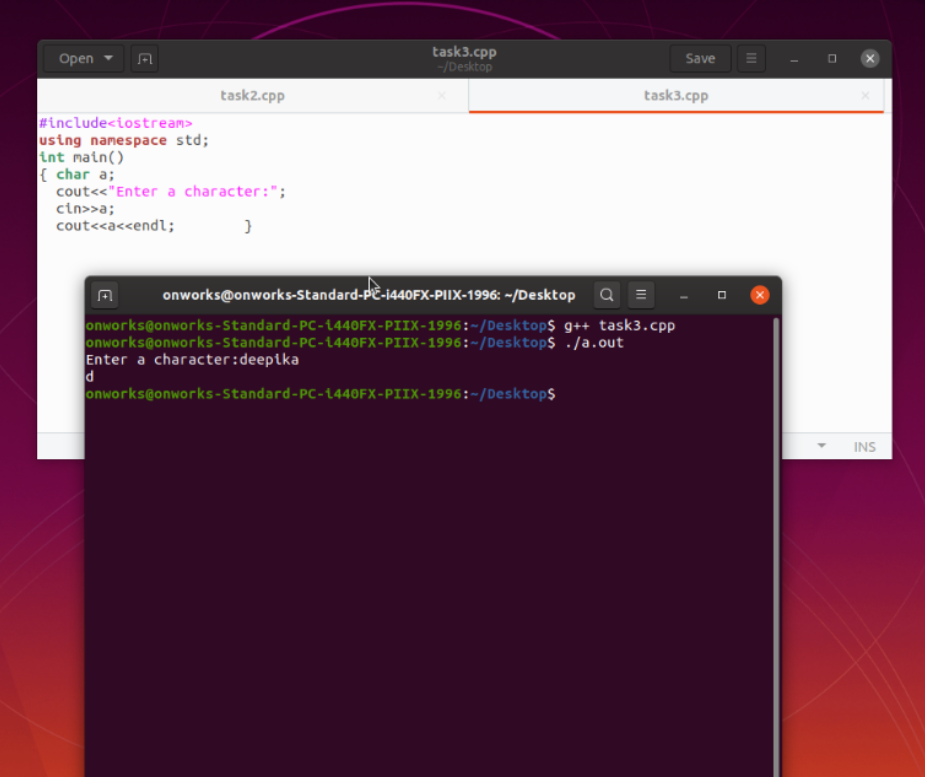 Open task3.cpp Save
~/Desktop
task2.cpp task3.cpp
#include<iostream>
using namespace std;
int main()
{ char a;
  cout<<"Enter a character:";
  cin>>a;
  cout<<a<<endl;        }
onworks@onworks-Standard-PC-i440FX-PIIX-1996: ~/Desktop
onworks@onworks-Standard-PC-i440FX-PIIX-1996:~/Desktop$ g++ task3.cpp
onworks@onworks-Standard-PC-i440FX-PIIX-1996:~/Desktop$ ./a.out
Enter a character:deepika
d
onworks@onworks-Standard-PC-i440FX-PIIX-1996:~/Desktop$
INS